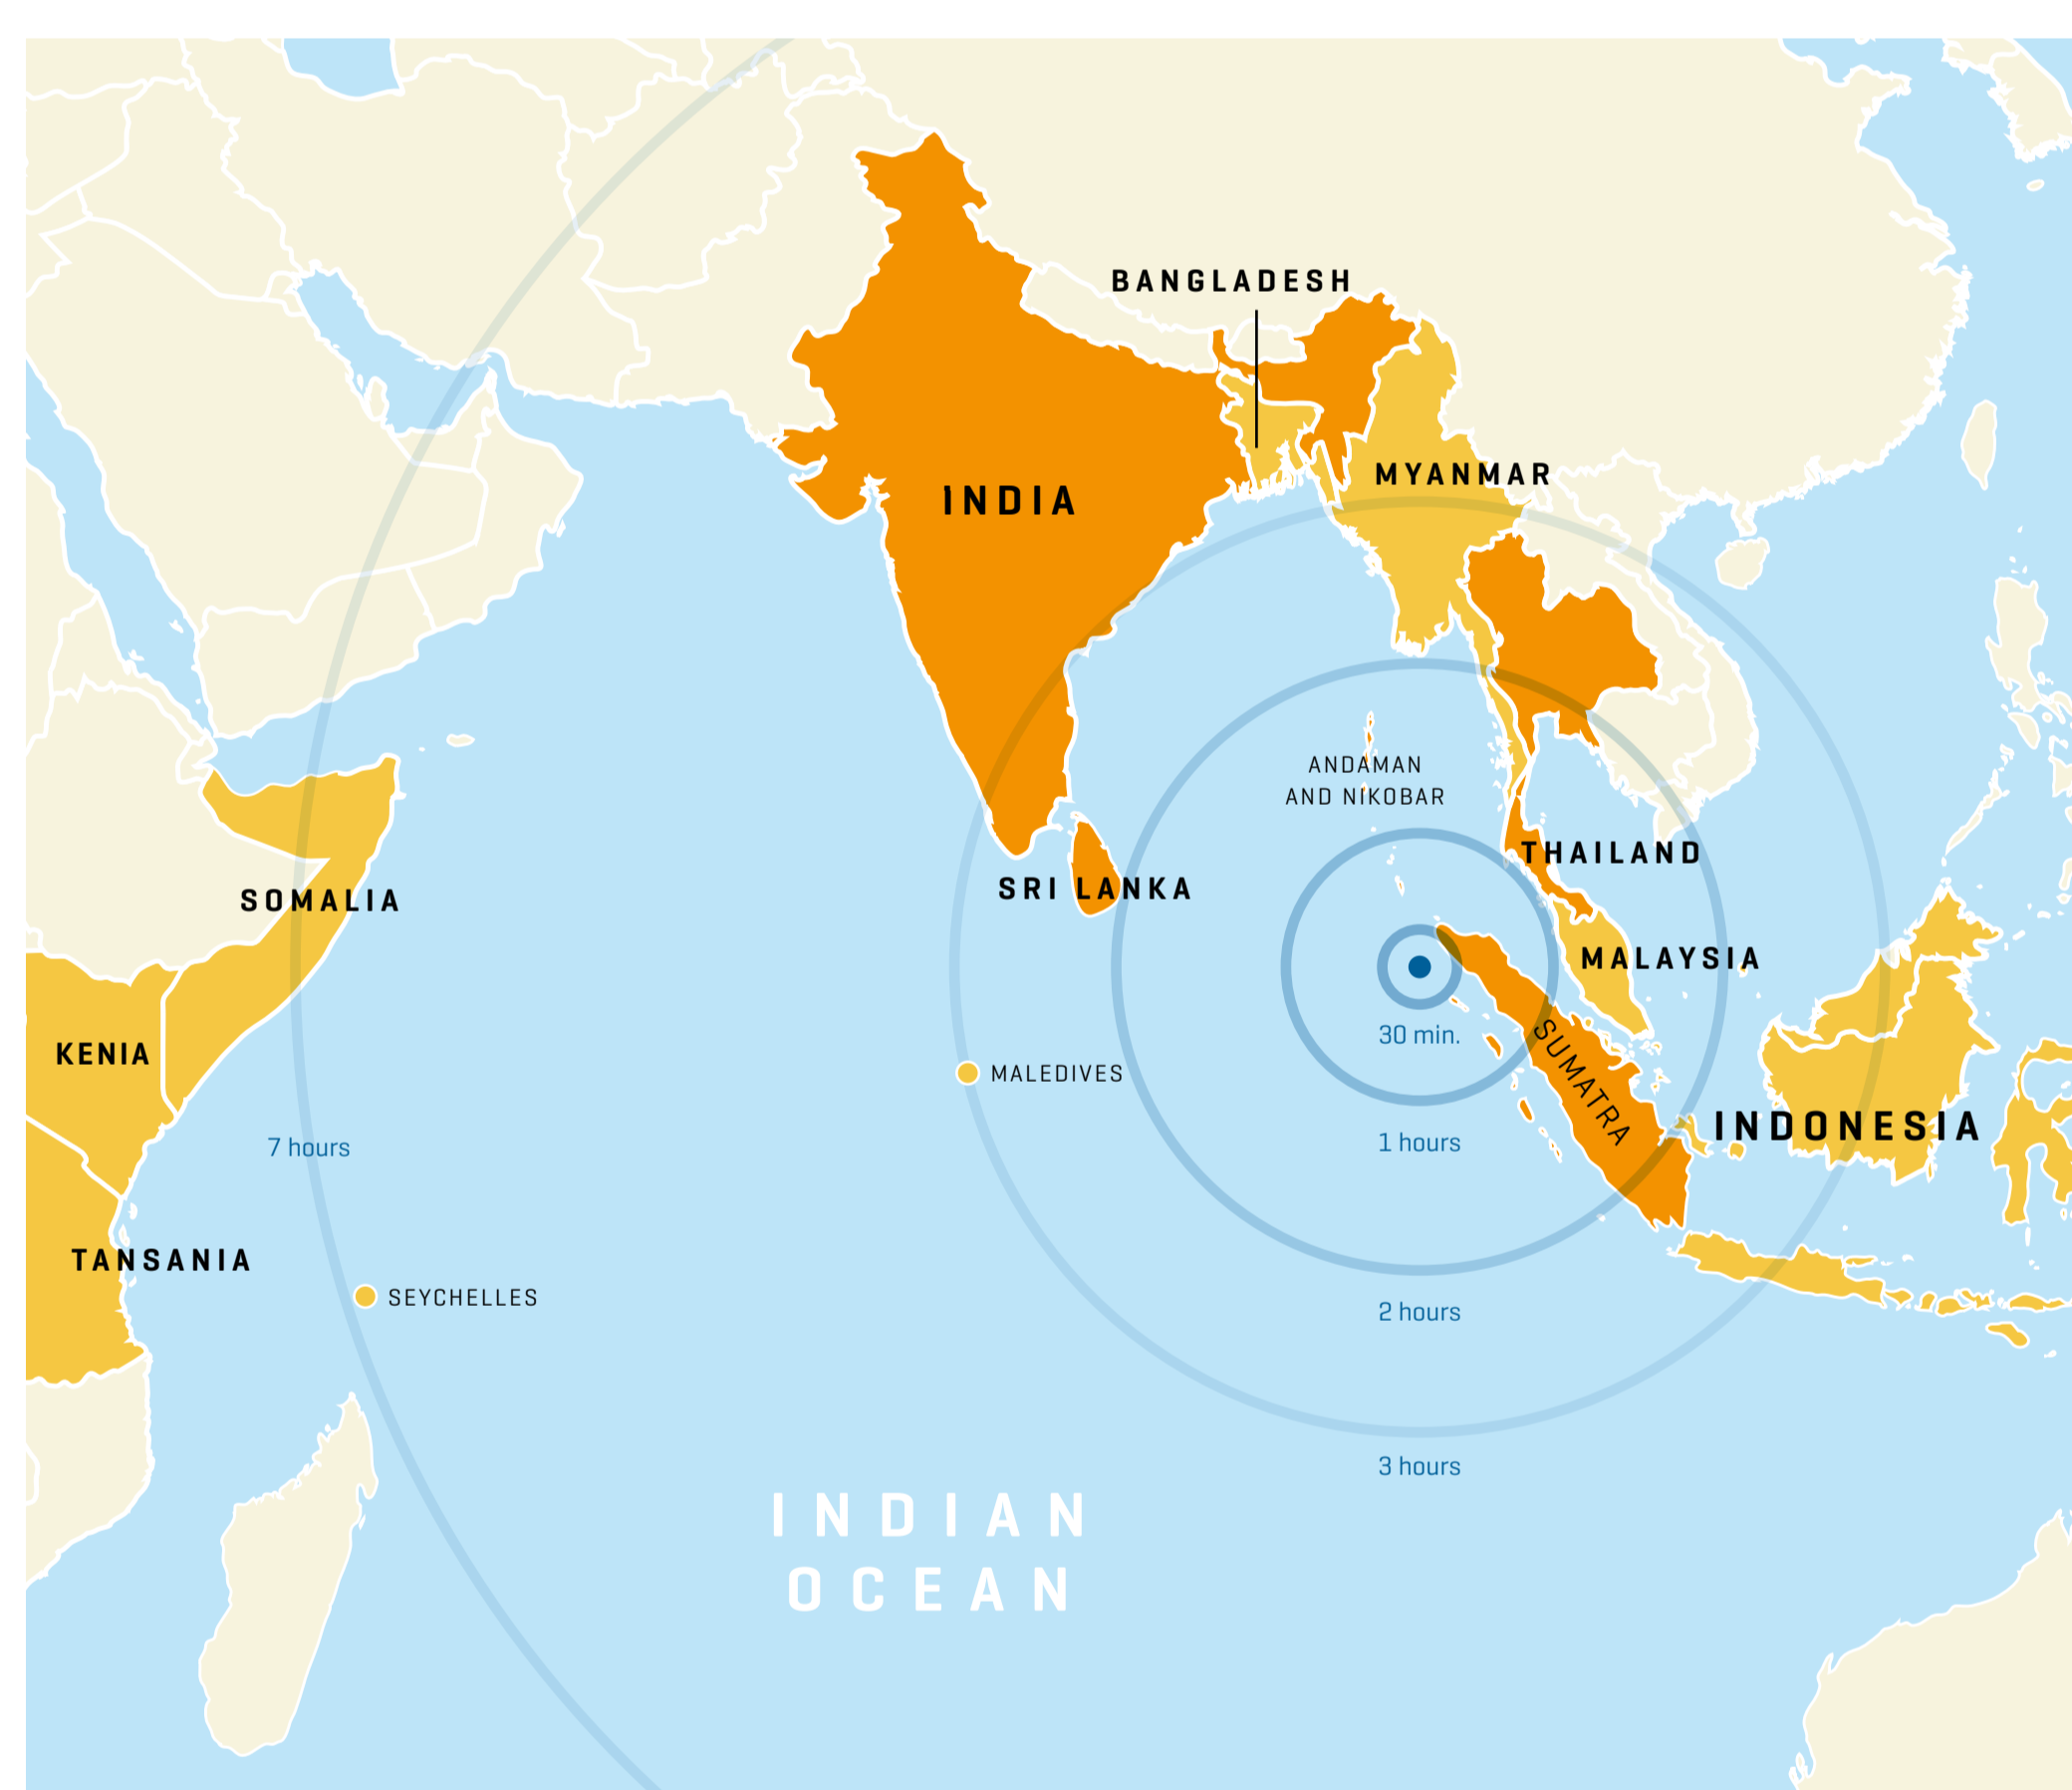 BANGLADESH
MYANMAR
INDIA
ANDAMAN
AND NIKOBAR
THAILAND
SRI LANKA
SOMALIA
MALAYSIA
30 min.
SUMATRA
KENIA
MALEDIVES
INDONESIA
1 hours
7 hours
TANSANIA
SEYCHELLES
2 hours
3 hours
INDIAN
OCEAN